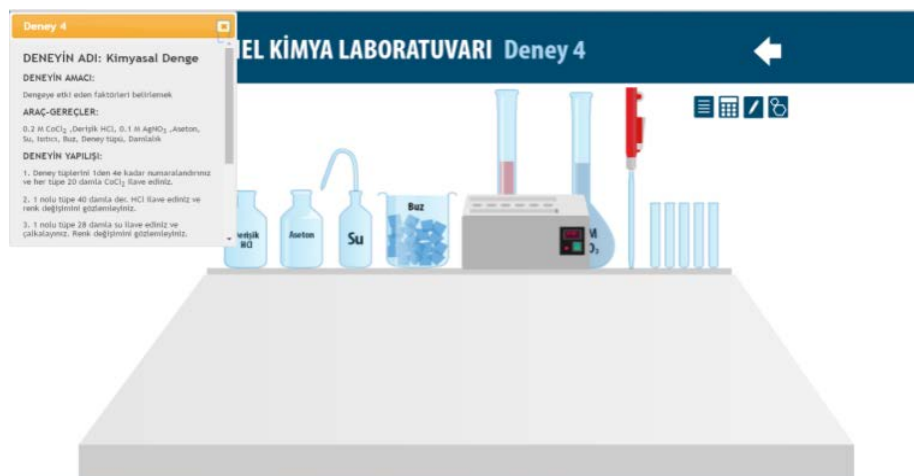 Deney 4
DENEYİN ADI: Kimyasal Denge
DENEYİN AMACI:
Dengeye etki eden faktörleri belirlemek
ARAÇ-GEREÇLER:
0.2 M CoCl₂ ,Derişik HCl, 0.1 M AgNO₃ ,Aseton,
Su, Isıtıcı, Buz, Deney tüpü, Damlalık
DENEYİN YAPILIŞI:
1. Deney tüplerini 1den 4e kadar numaralandırınız
ve her tüpe 20 damla CoCl₂ ilave ediniz.
2. 1 nolu tüpe 40 damla der. HCl ilave ediniz ve
renk değişimini gözlemleyiniz.
3. 1 nolu tüpe 28 damla su ilave ediniz ve
çalkalayınız. Renk değişimini gözlemleyiniz.
NEL KİMYA LABORATUVARI Deney 4
Derişik
HCl
Aseton
Su
Buz
M
O₃